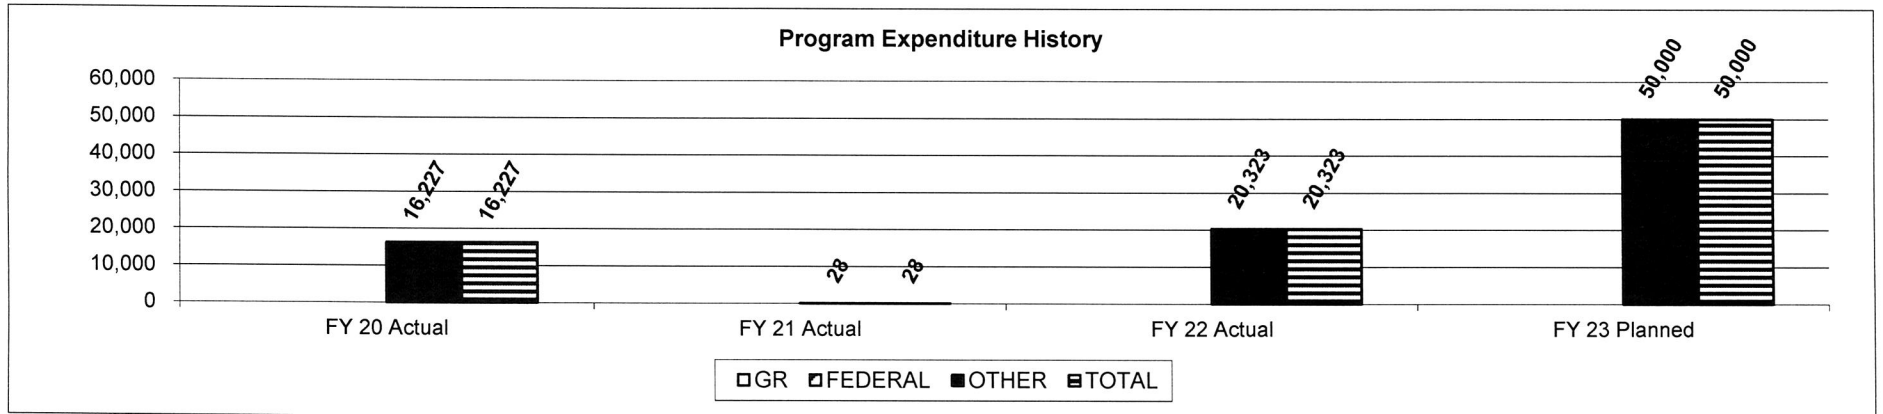 Program Expenditure History
60,000
50,000
40,000
30,000
20,000
10,000
0
16,227
16,227
28
28
20,323
20,323
50,000
50,000
FY 20 Actual
FY 21 Actual
FY 22 Actual
FY 23 Planned
GR FEDERAL OTHER TOTAL